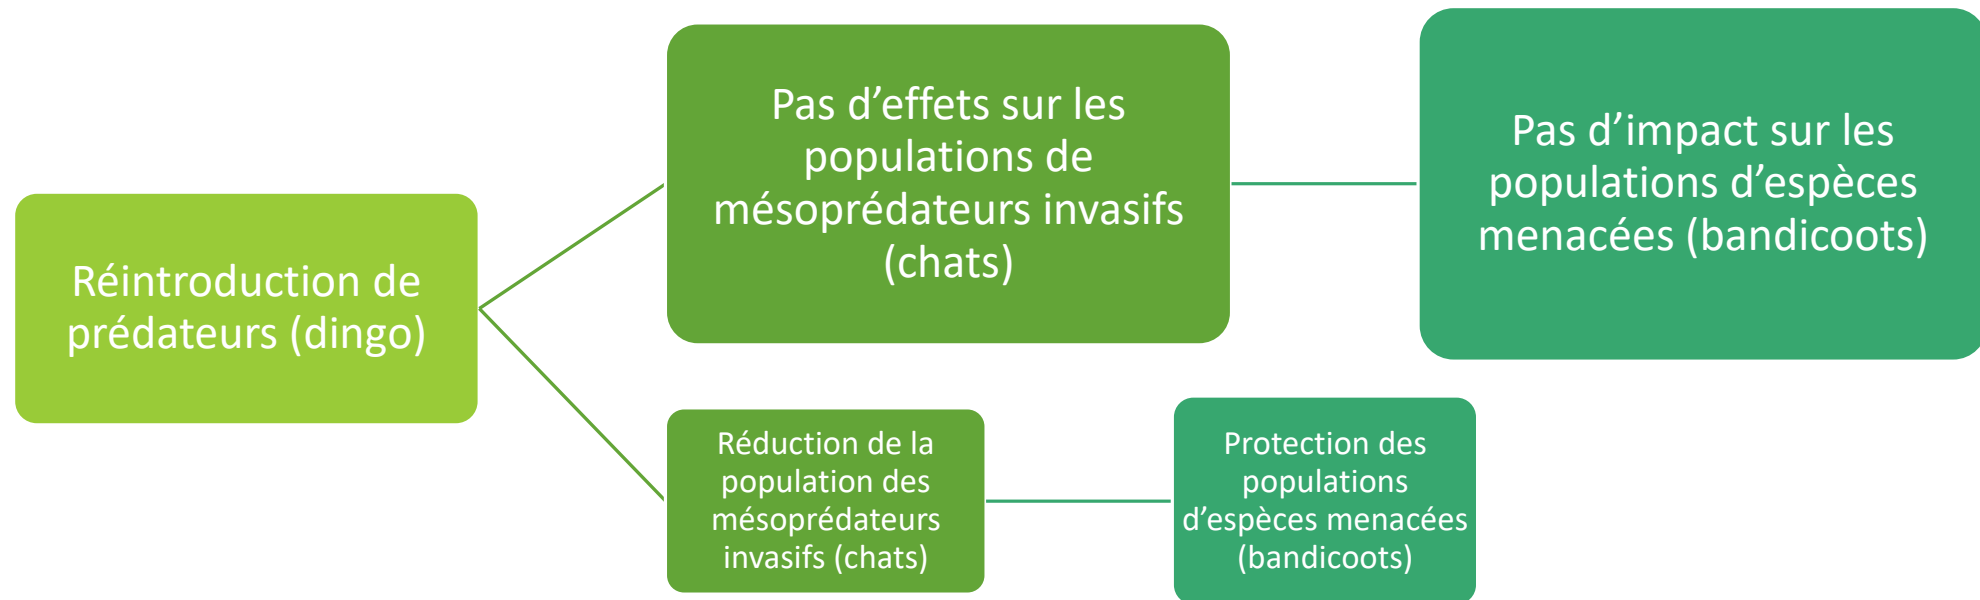 Réintroduction de
prédateurs (dingo)
Pas d’effets sur les
populations de
mésoprédateurs invasifs
(chats)
Pas d’impact sur les
populations d’espèces
menacées (bandicoots)
Réduction de la
population des
mésoprédateurs
invasifs (chats)
Protection des
populations
d’espèces menacées
(bandicoots)